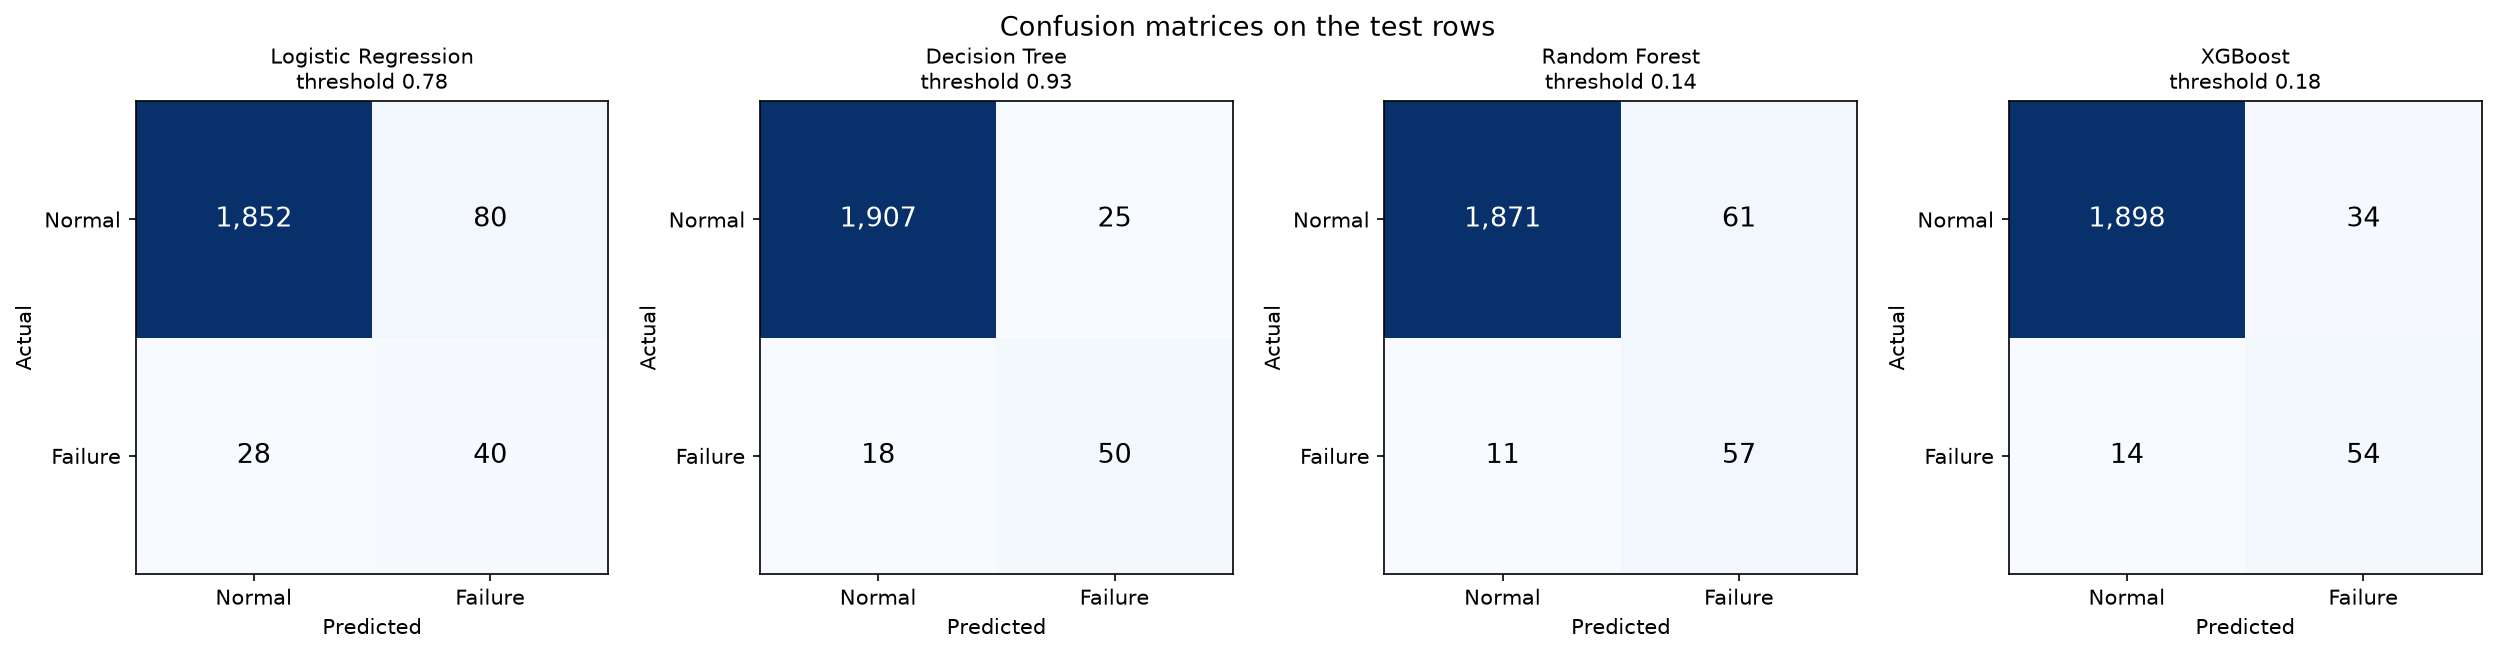 Confusion matrices on the test rows
Logistic Regression
threshold 0.78
Actual
Normal
1,852
80
Failure
28
40
Normal
Failure
Predicted
Decision Tree
threshold 0.93
Actual
Normal
1,907
25
Failure
18
50
Normal
Failure
Predicted
Random Forest
threshold 0.14
Actual
Normal
1,871
61
Failure
11
57
Normal
Failure
Predicted
XGBoost
threshold 0.18
Actual
Normal
1,898
34
Failure
14
54
Normal
Failure
Predicted